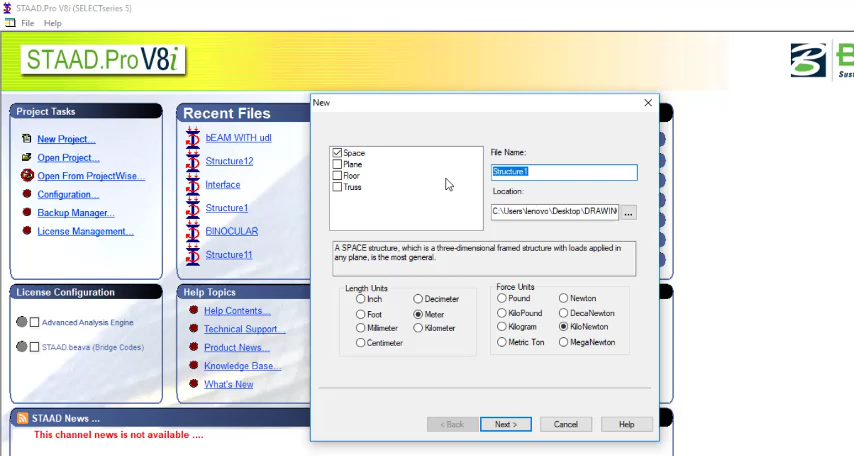 STAAD.Pro V8i (SELECTseries 5)
File Help
STAAD.Pro V8i
Project Tasks
New Project...
Open Project...
Open From ProjectWise...
Configuration...
Backup Manager...
License Management...
Recent Files
bEAM WITH udl
Structure12
Interface
Structure1
BINOCULAR
Structure11
License Configuration
Advanced Analysis Engine
STAAD.beava (Bridge Codes)
Help Topics
Help Contents...
Technical Support...
Product News...
Knowledge Base...
What's New
STAAD News ...
This channel news is not available ....
New
Space
Plane
Floor
Truss
File Name:
Structure1
Location:
C:\Users\lenovo\Desktop\DRAWIN
...
A SPACE structure, which is a three-dimensional framed structure with loads applied in
any plane, is the most general.
Length Units
Inch Decimeter
Foot Meter
Millimeter Kilometer
Centimeter
Force Units
Pound Newton
KiloPound DecaNewton
Kilogram KiloNewton
Metric Ton MegaNewton
< Back Next > Cancel Help